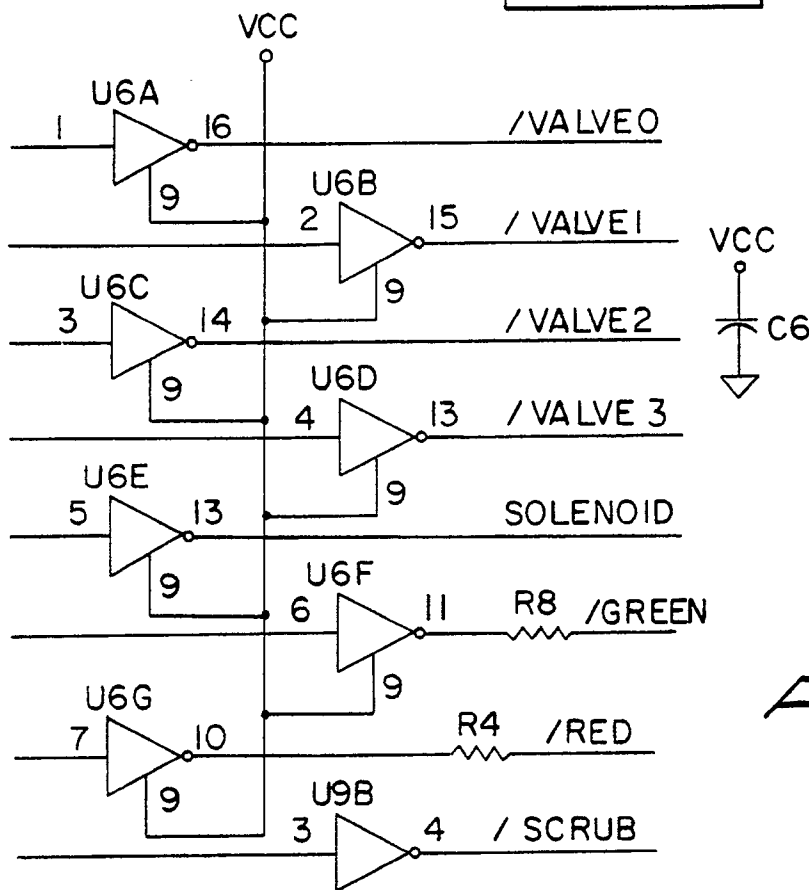 VCC
U6A
1 16 /VALVE0
9
U6B
2 15 /VALVE1
9
VCC
C6
U6C
3 14 /VALVE2
9
U6D
4 13 /VALVE 3
9
U6E
5 13 SOLENOID
9
U6F
6 11 R8 /GREEN
9
U6G
7 10 R4 /RED
9
U9B
3 4 /SCRUB